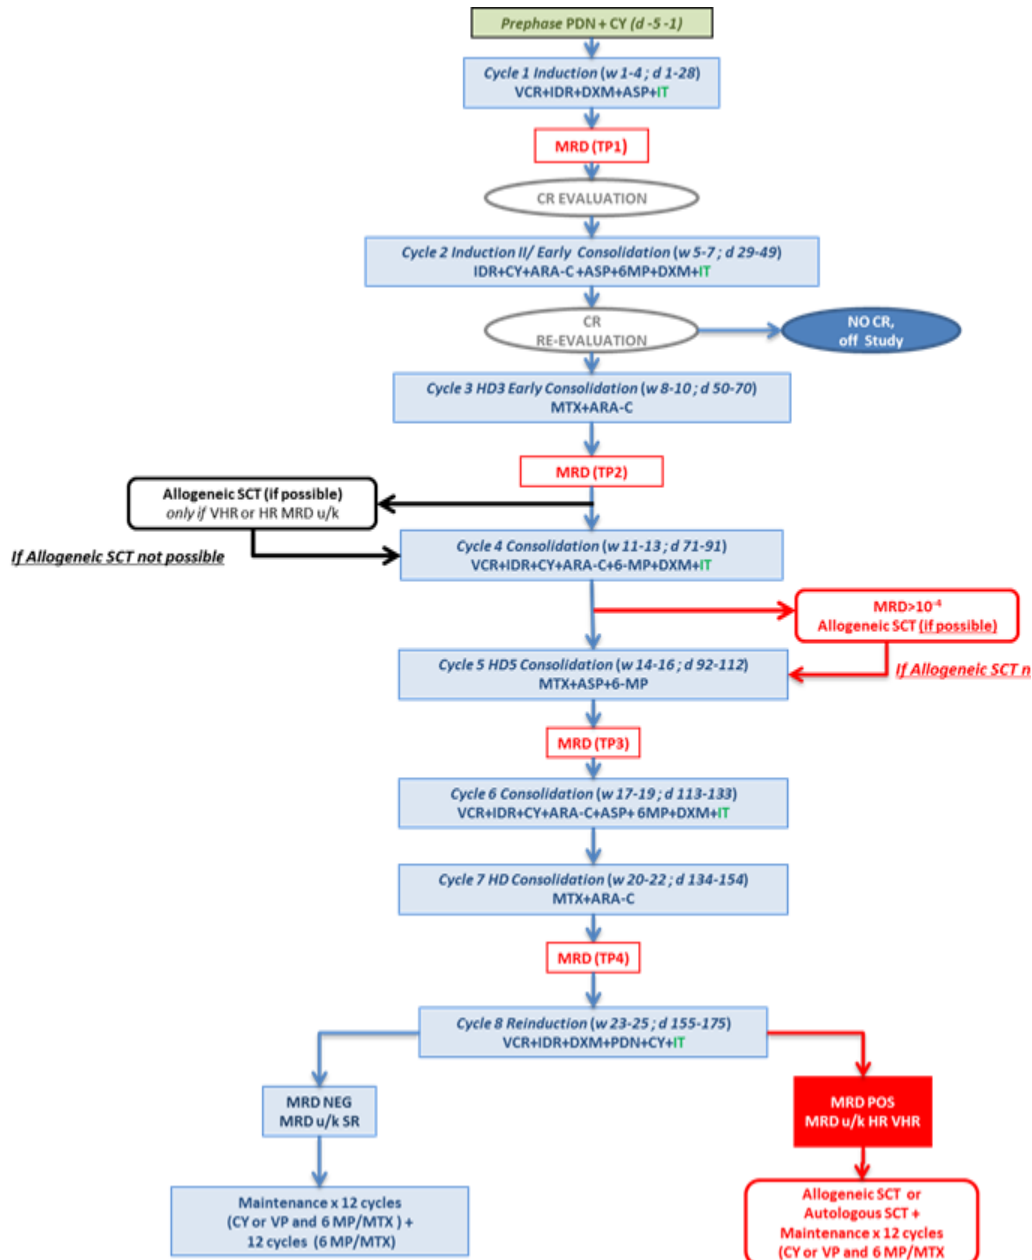 Prephase PDN + CY (d -5 -1)
Cycle 1 Induction (w 1-4 ; d 1-28)
VCR+IDR+DXM+ASP+IT
MRD (TP1)
CR EVALUATION
Cycle 2 Induction II/ Early Consolidation (w 5-7 ; d 29-49)
IDR+CY+ARA-C +ASP+6MP+DXM+IT
CR
RE-EVALUATION
NO CR,
off Study
Cycle 3 HD3 Early Consolidation (w 8-10 ; d 50-70)
MTX+ARA-C
MRD (TP2)
Allogeneic SCT (if possible)
only if VHR or HR MRD u/k
If Allogeneic SCT not possible
Cycle 4 Consolidation (w 11-13 ; d 71-91)
VCR+IDR+CY+ARA-C+6-MP+DXM+IT
MRD>10⁻⁴
Allogeneic SCT (if possible)
If Allogeneic SCT n
Cycle 5 HD5 Consolidation (w 14-16 ; d 92-112)
MTX+ASP+6-MP
MRD (TP3)
Cycle 6 Consolidation (w 17-19 ; d 113-133)
VCR+IDR+CY+ARA-C+ASP+ 6MP+DXM+IT
Cycle 7 HD Consolidation (w 20-22 ; d 134-154)
MTX+ARA-C
MRD (TP4)
Cycle 8 Reinduction (w 23-25 ; d 155-175)
VCR+IDR+DXM+PDN+CY+IT
MRD NEG
MRD u/k SR
MRD POS
MRD u/k HR VHR
Maintenance x 12 cycles
(CY or VP and 6 MP/MTX ) +
12 cycles (6 MP/MTX)
Allogeneic SCT or
Autologous SCT +
Maintenance x 12 cycles
(CY or VP and 6 MP/MTX